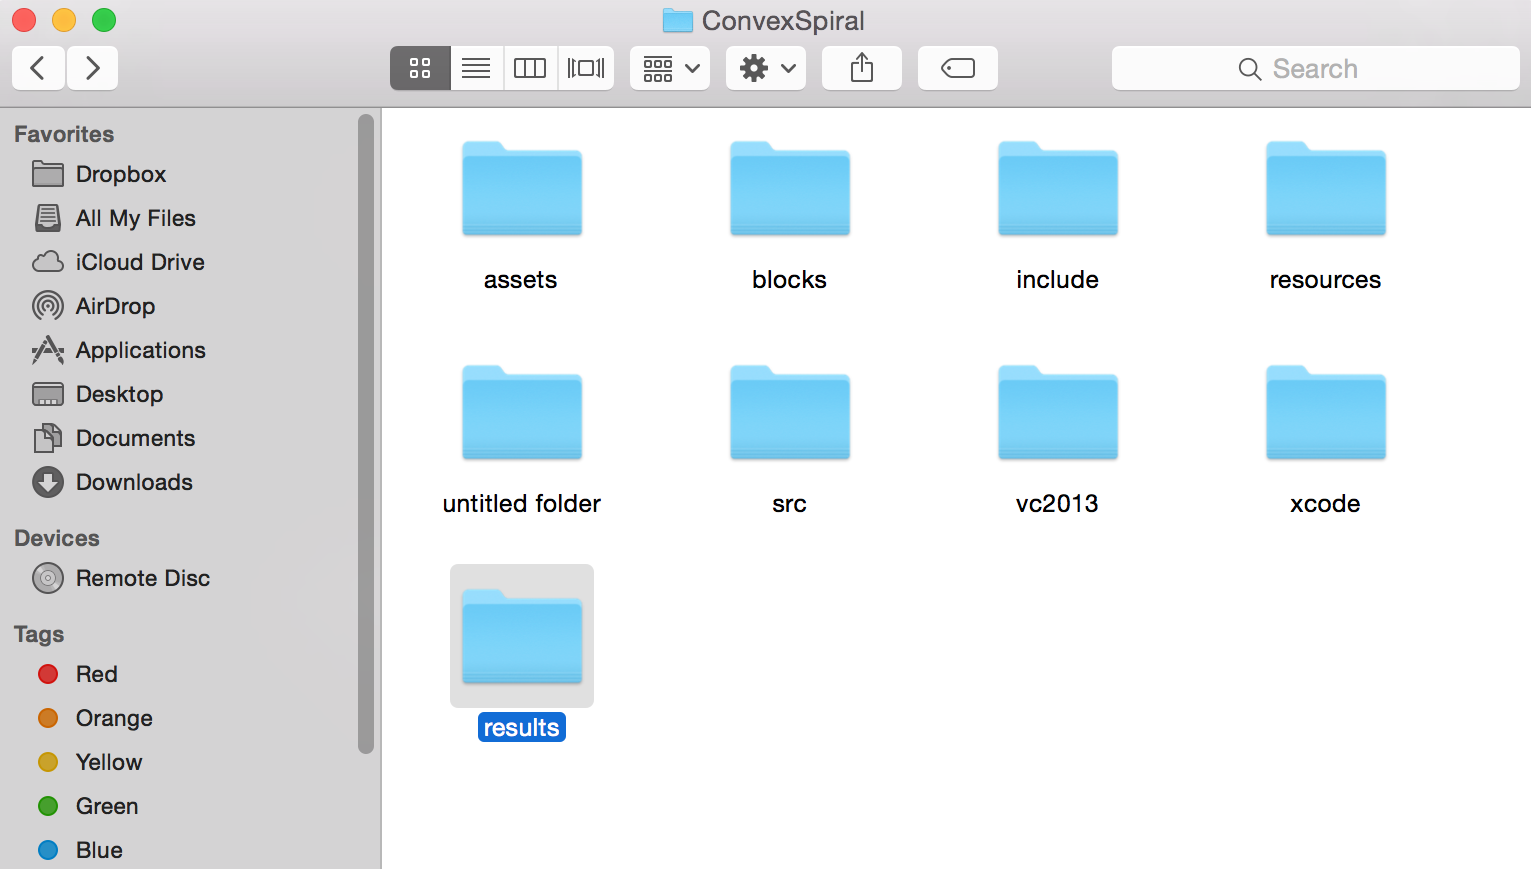 ConvexSpiral
Search
Favorites
Dropbox
All My Files
iCloud Drive
AirDrop
Applications
Desktop
Documents
Downloads
Devices
Remote Disc
Tags
Red
Orange
Yellow
Green
Blue
assets
blocks
include
resources
untitled folder
src
vc2013
xcode
results